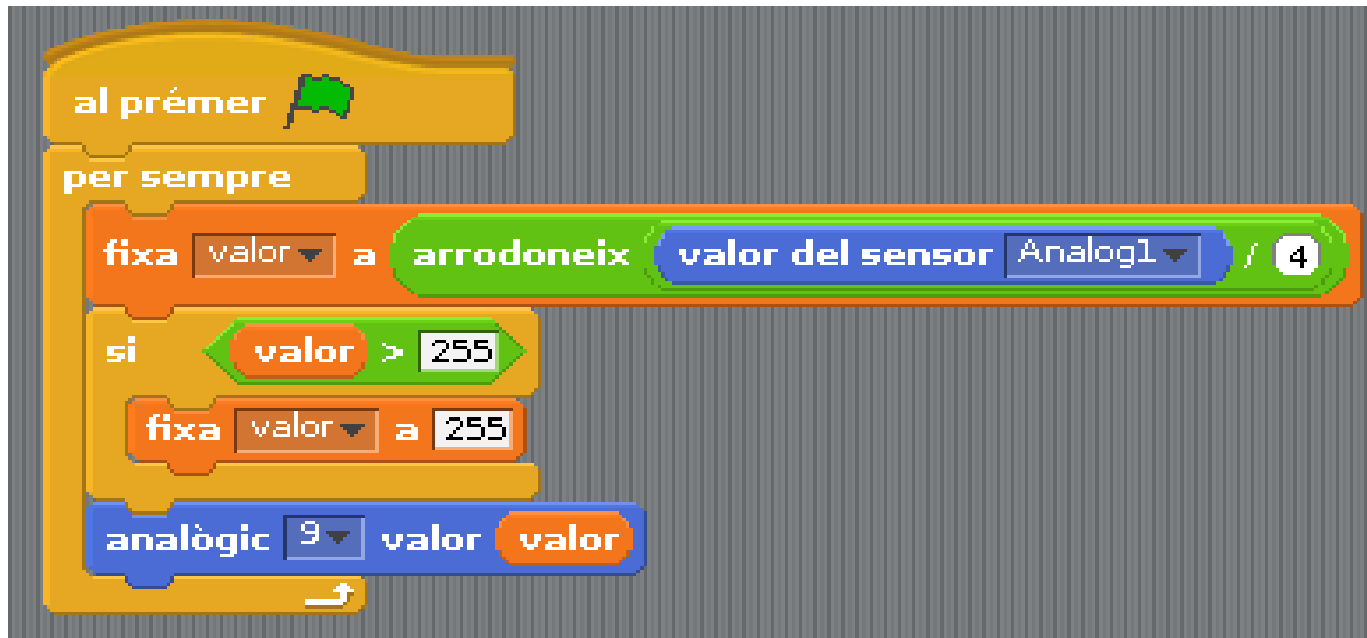 al prémer
per sempre
fixa valor a arrodoneix valor del sensor Analog1 / 4
si valor > 255
fixa valor a 255
analògic 9 valor valor